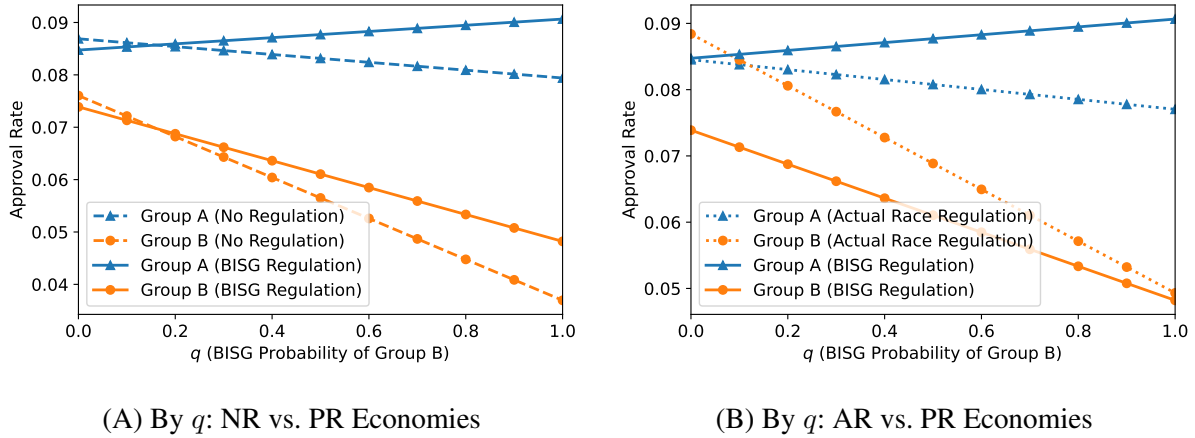 0.09
0.08
0.07
0.06
0.05
0.04
Approval Rate
Group A (No Regulation)
Group B (No Regulation)
Group A (BISG Regulation)
Group B (BISG Regulation)
0.0 0.2 0.4 0.6 0.8 1.0
q (BISG Probability of Group B)
(A) By q: NR vs. PR Economies
0.09
0.08
0.07
0.06
0.05
Approval Rate
Group A (Actual Race Regulation)
Group B (Actual Race Regulation)
Group A (BISG Regulation)
Group B (BISG Regulation)
0.0 0.2 0.4 0.6 0.8 1.0
q (BISG Probability of Group B)
(B) By q: AR vs. PR Economies